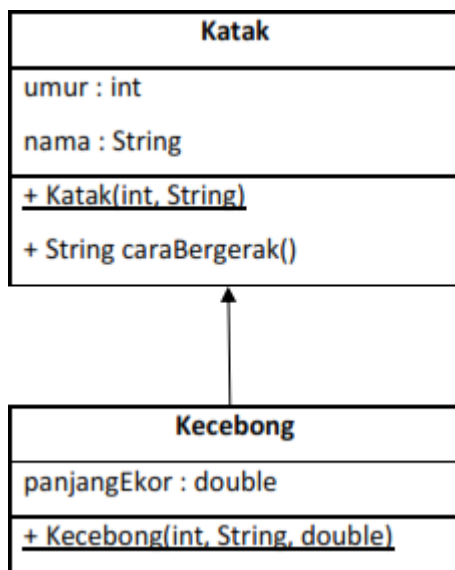 Katak
umur : int
nama : String
+ Katak(int, String)
+ String caraBergerak()
Kecebong
panjangEkor : double
+ Kecebong(int, String, double)